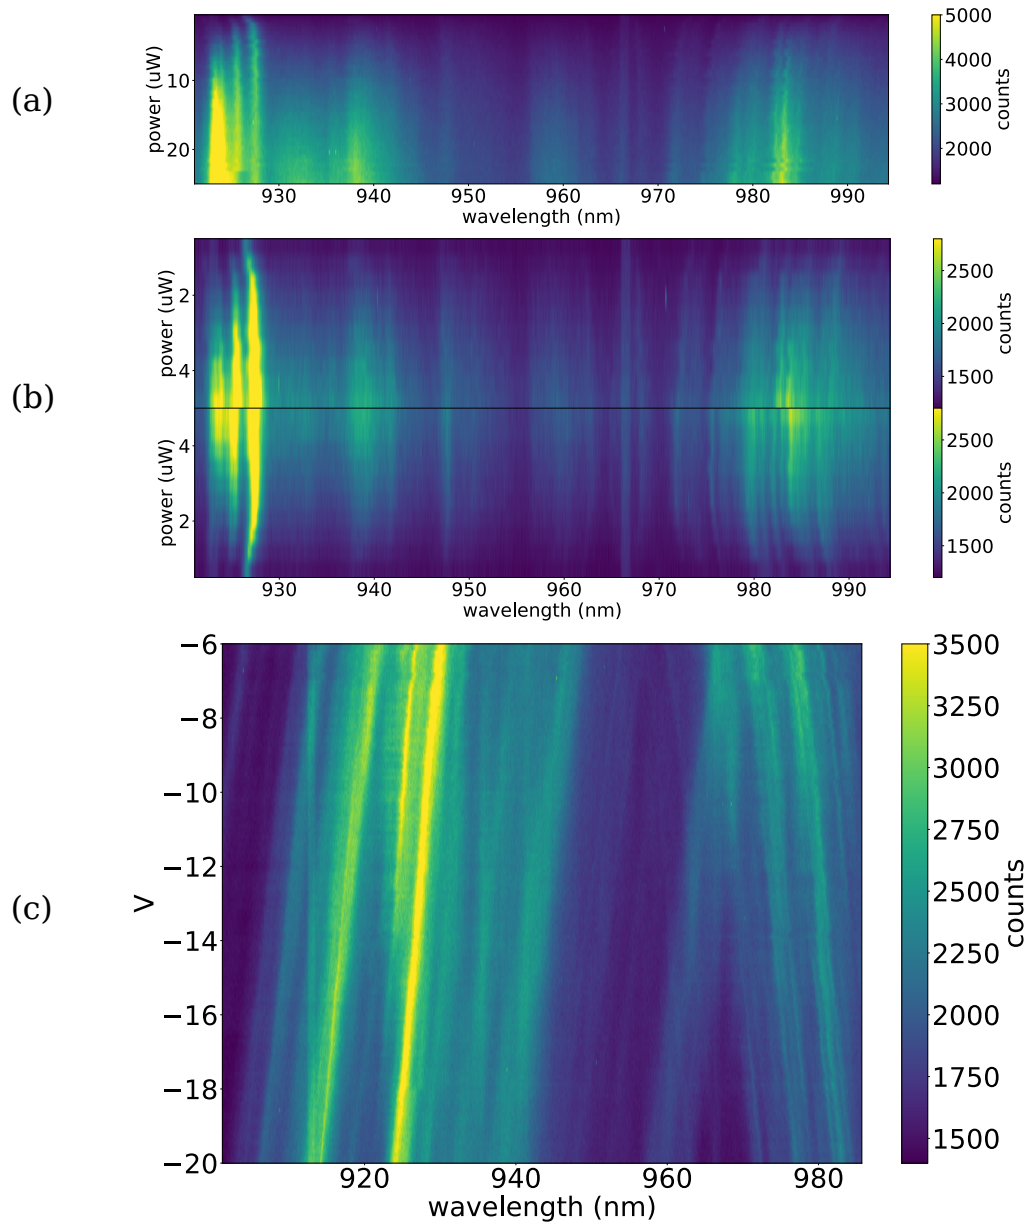 (a)
power (uW)
10
20
930 940 950 960 970 980 990
wavelength (nm)
5000
4000
3000
2000
counts
(b)
power (uW)
2
4
power (uW)
4
2
930 940 950 960 970 980 990
wavelength (nm)
2500
2000
1500
counts
2500
2000
1500
counts
(c)
V
−6
−8
−10
−12
−14
−16
−18
−20
920 940 960 980
wavelength (nm)
3500
3250
3000
2750
2500
2250
2000
1750
1500
counts